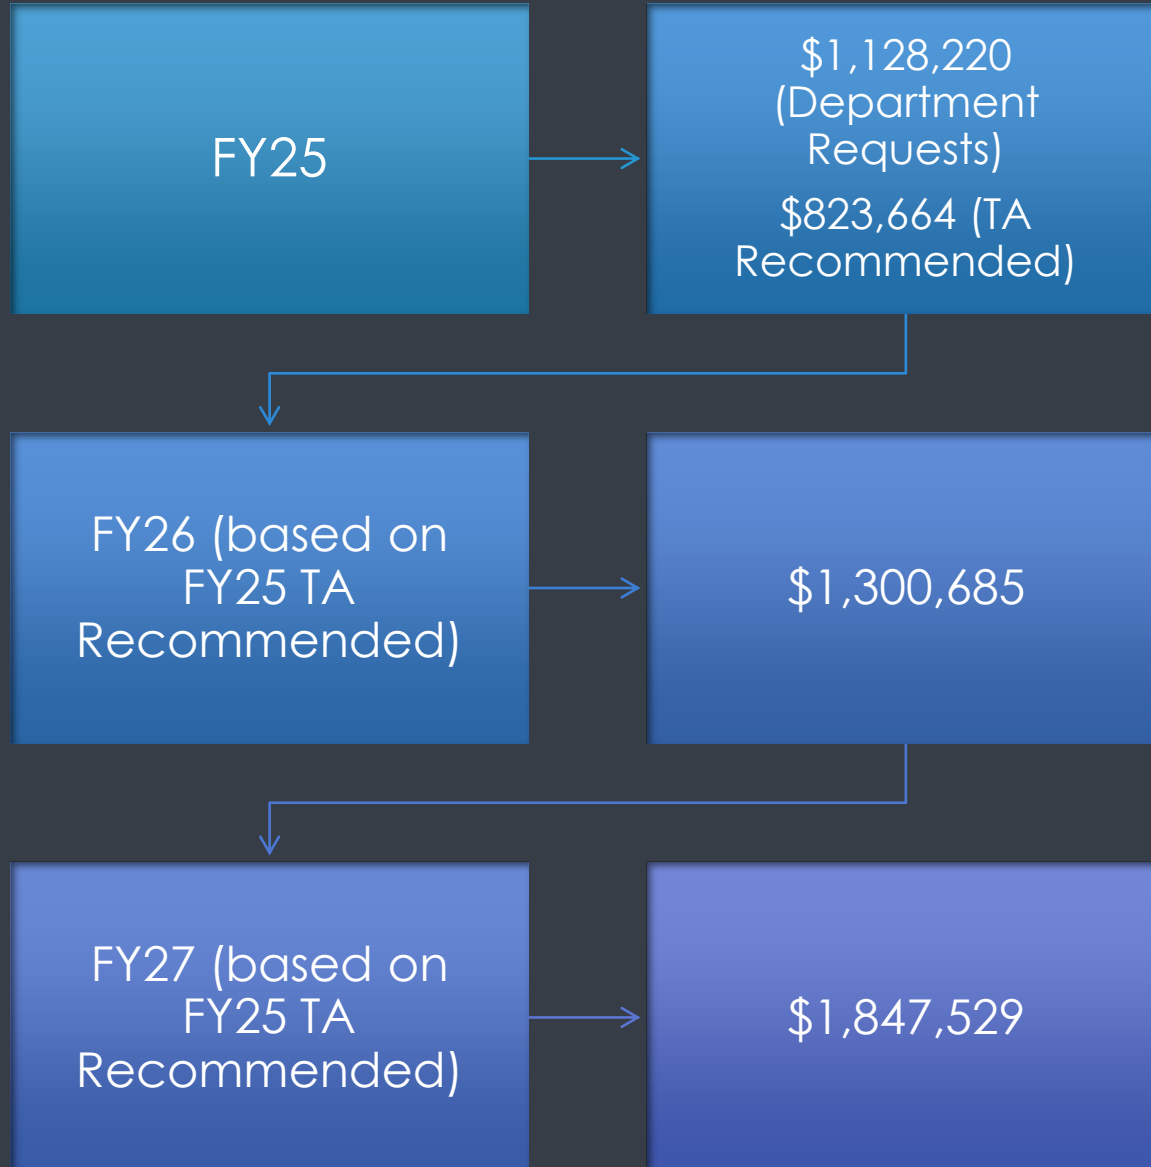 FY25
$1,128,220
(Department
Requests)
$823,664 (TA
Recommended)
FY26 (based on
FY25 TA
Recommended)
$1,300,685
FY27 (based on
FY25 TA
Recommended)
$1,847,529